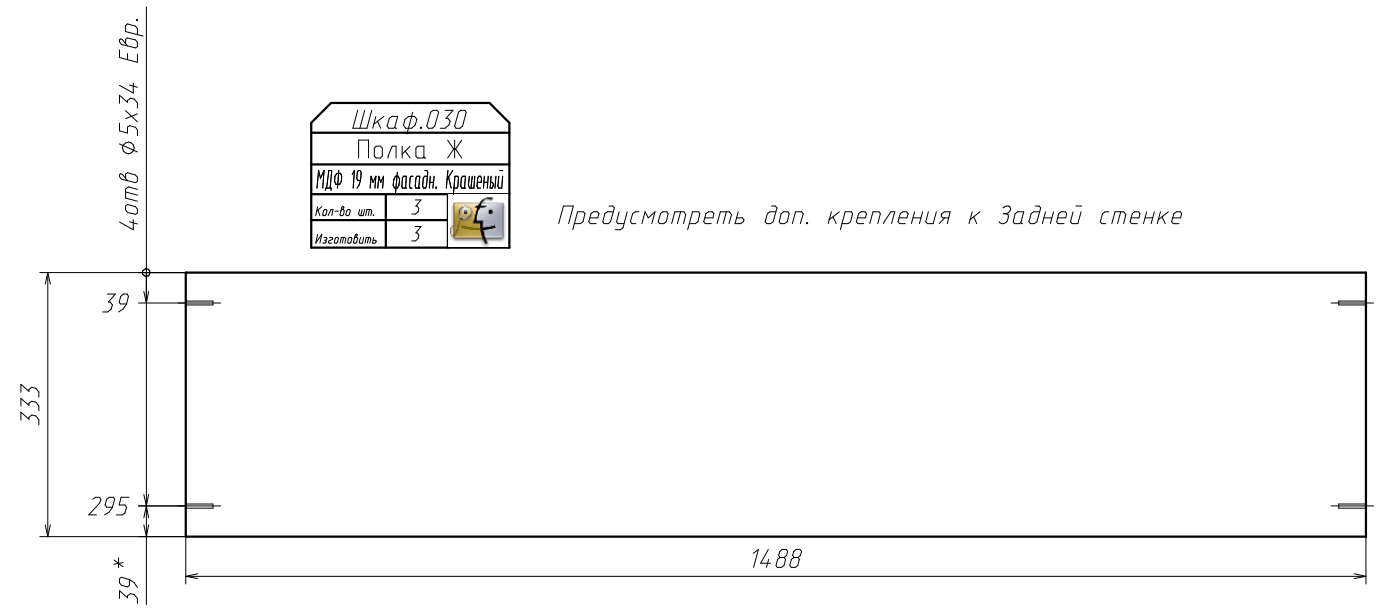 4отв ф5х34 Евр.
Шкаф.030
Полка Ж
МДФ 19 мм фасадн. Крашеный
Кол-во шт. 3
Изготовить 3
Предусмотреть доп. крепления к Задней стенке
39
333
295
39*
1488